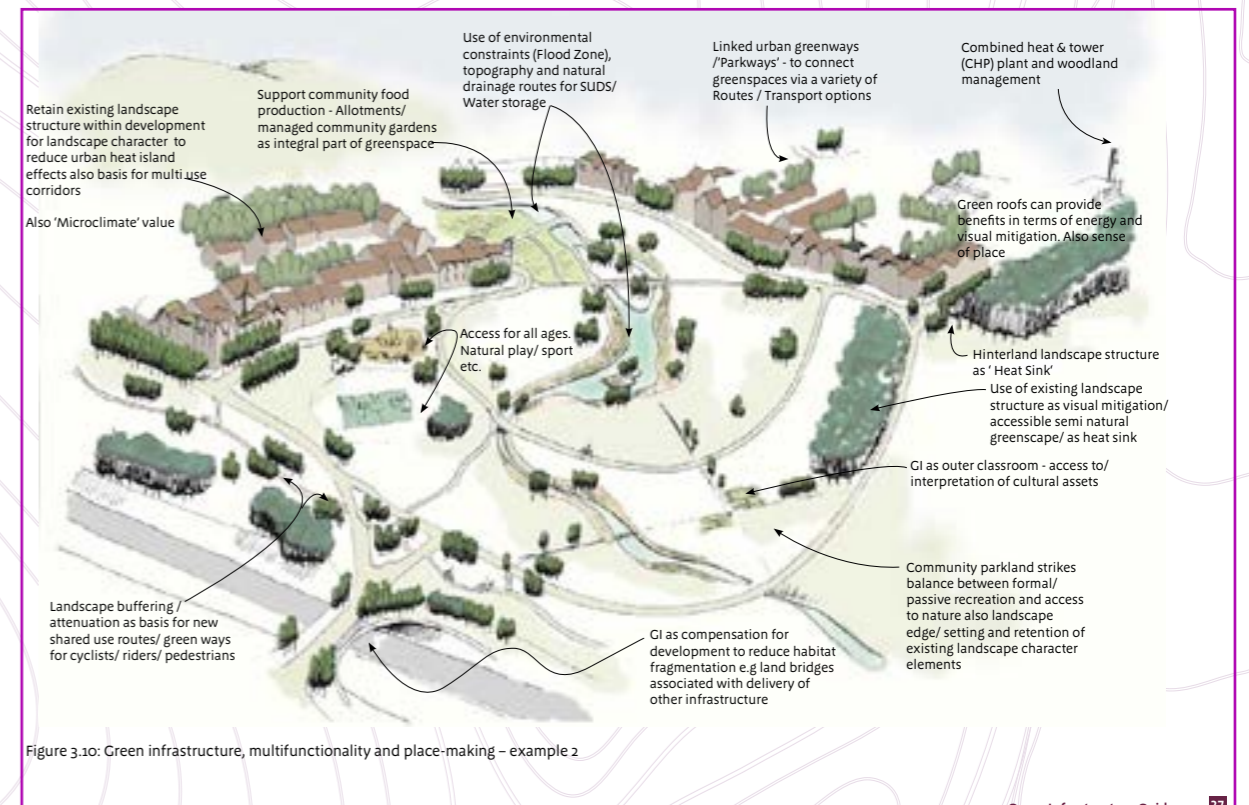 Use of environmental
constraints (Flood Zone),
topography and natural
drainage routes for SUDS/
Water storage
Linked urban greenways
/'Parkways' - to connect
greenspaces via a variety of
Routes / Transport options
Combined heat & tower
(CHP) plant and woodland
management
Retain existing landscape
structure within development
for landscape character to
reduce urban heat island
effects also basis for multi use
corridors
Also 'Microclimate' value
Support community food
production - Allotments/
managed community gardens
as integral part of greenspace
Green roofs can provide
benefits in terms of energy and
visual mitigation. Also sense
of place
Access for all ages.
Natural play/ sport
etc.
Hinterland landscape structure
as ' Heat Sink'
Use of existing landscape
structure as visual mitigation/
accessible semi natural
greenscape/ as heat sink
GI as outer classroom - access to/
interpretation of cultural assets
Community parkland strikes
balance between formal/
passive recreation and access
to nature also landscape
edge/ setting and retention of
existing landscape character
elements
Landscape buffering /
attenuation as basis for new
shared use routes/ green ways
for cyclists/ riders/ pedestrians
GI as compensation for
development to reduce habitat
fragmentation e.g land bridges
associated with delivery of
other infrastructure
Figure 3.10: Green infrastructure, multifunctionality and place-making – example 2
27